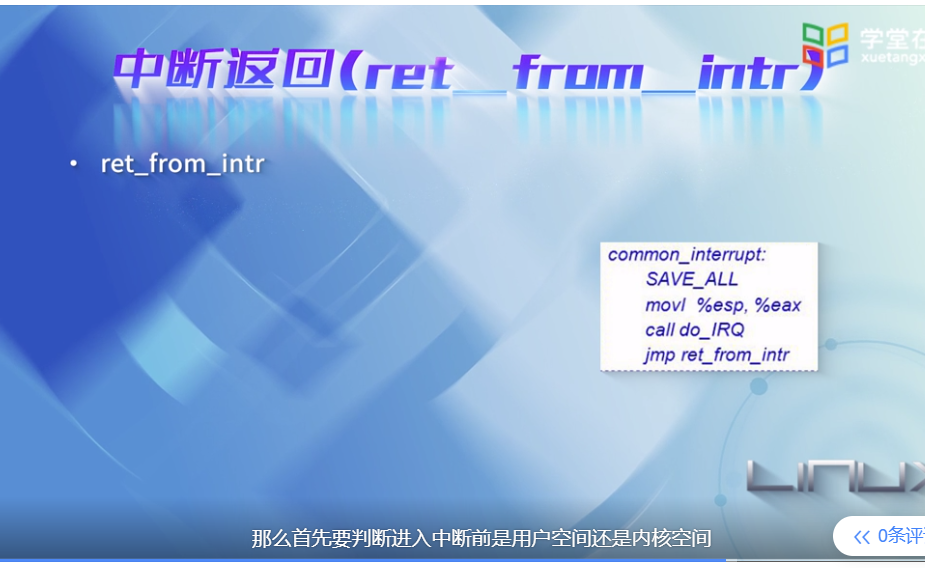 中断返回(ret__from__intr)
学堂在
xuetangx
• ret_from_intr
common_interrupt:
SAVE_ALL
movl %esp, %eax
call do_IRQ
jmp ret_from_intr
LINUX
那么首先要判断进入中断前是用户空间还是内核空间
<< 0条评